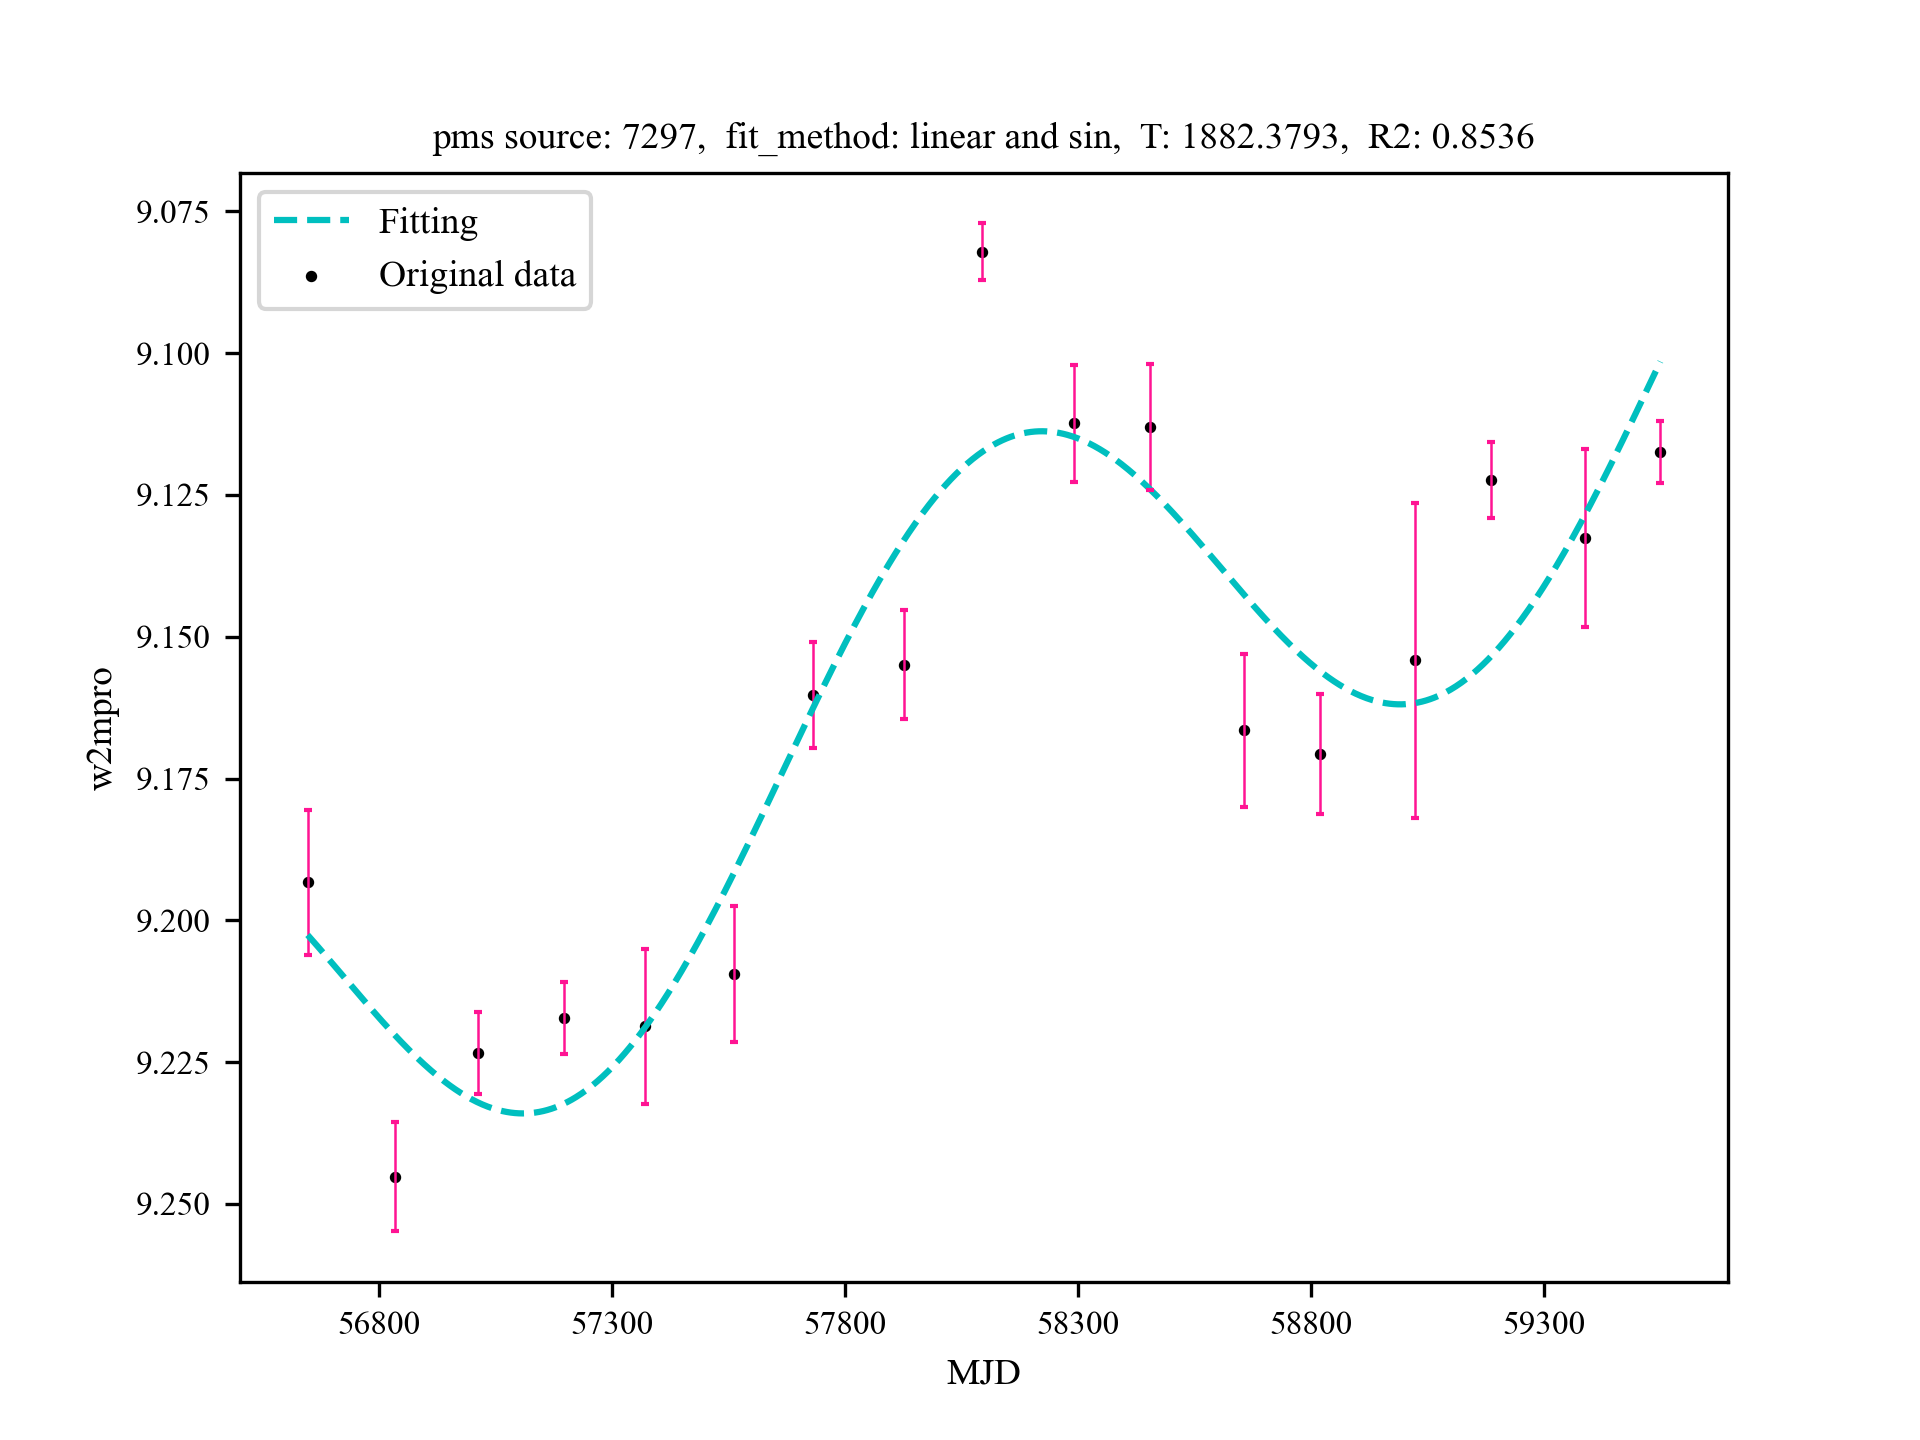 pms source: 7297,  fit_method: linear and sin,  T: 1882.3793,  R2: 0.8536
Fitting
Original data
9.075
9.100
9.125
9.150
9.175
9.200
9.225
9.250
w2mpro
56800 57300 57800 58300 58800 59300
MJD